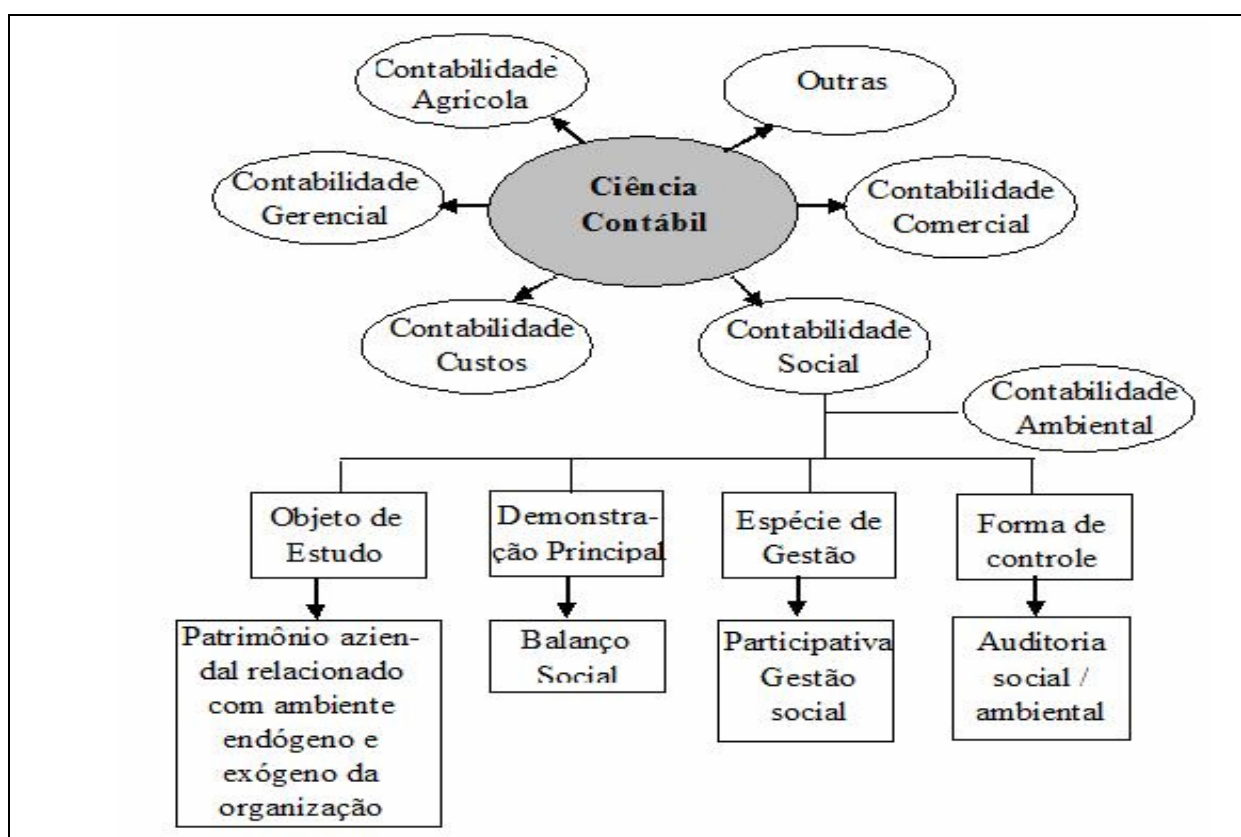 Contabilidade
Agrícola
Outras
Contabilidade
Gerencial
Ciência
Contábil
Contabilidade
Comercial
Contabilidade
Custos
Contabilidade
Social
Contabilidade
Ambiental
Objeto de
Estudo
Demonstra-
ção Principal
Espécie de
Gestão
Forma de
controle
Patrimônio azien-
dal relacionado
com ambiente
endógeno e
exógeno da
organização
Balanço
Social
Participativa
Gestão
social
Auditoria
social /
ambiental